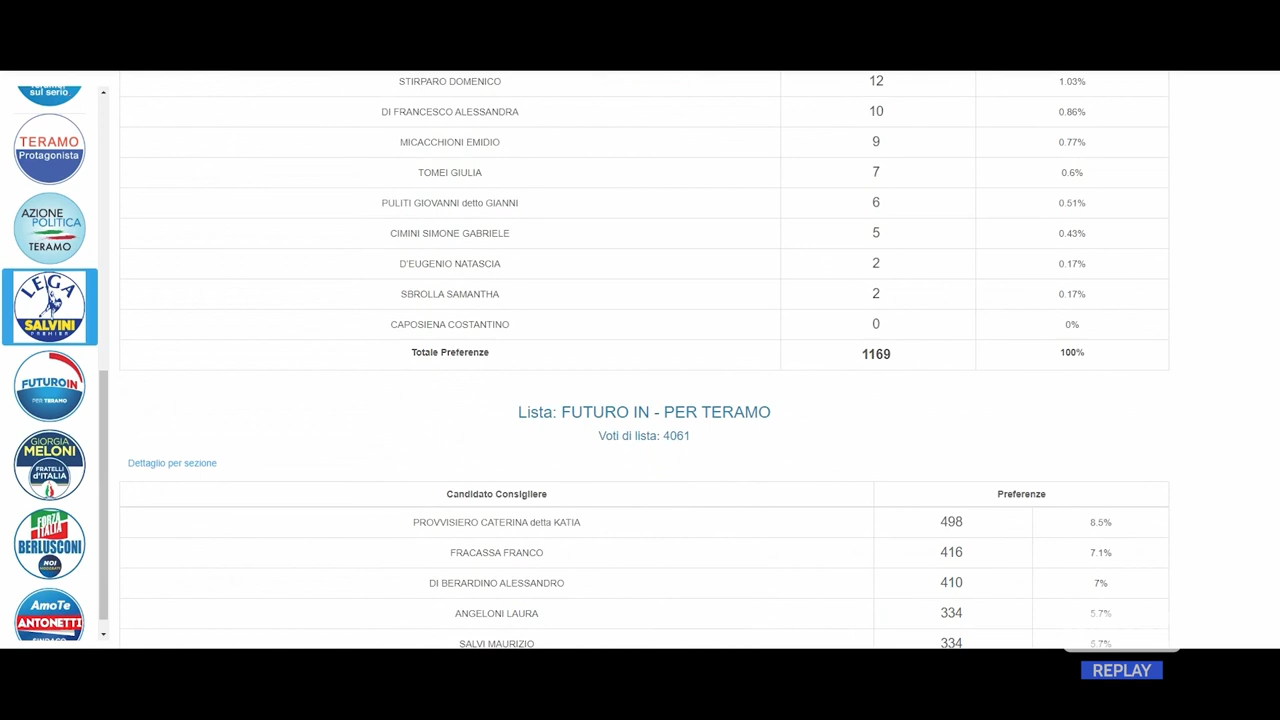 sul serio
TERAMO
Protagonista
AZIONE
POLITICA
TERAMO
LEGA
SALVINI
PREMIER
FUTUROIN
PER TERAMO
GIORGIA
MELONI
FRATELLI
d'ITALIA
FORZA
ITALIA
BERLUSCONI
NOI
MODERATI
AmoTe
ANTONETTI
STIRPARO DOMENICO 12 1.03%
DI FRANCESCO ALESSANDRA 10 0.86%
MICACCHIONI EMIDIO 9 0.77%
TOMEI GIULIA 7 0.6%
PULITI GIOVANNI detto GIANNI 6 0.51%
CIMINI SIMONE GABRIELE 5 0.43%
D'EUGENIO NATASCIA 2 0.17%
SBROLLA SAMANTHA 2 0.17%
CAPOSIENA COSTANTINO 0 0%
Totale Preferenze 1169 100%
Lista: FUTURO IN - PER TERAMO
Voti di lista: 4061
Dettaglio per sezione
Candidato Consigliere Preferenze
PROVVISIERO CATERINA detta KATIA 498 8.5%
FRACASSA FRANCO 416 7.1%
DI BERARDINO ALESSANDRO 410 7%
ANGELONI LAURA 334 5.7%
SALVI MAURIZIO 334 5.7%
REPLAY